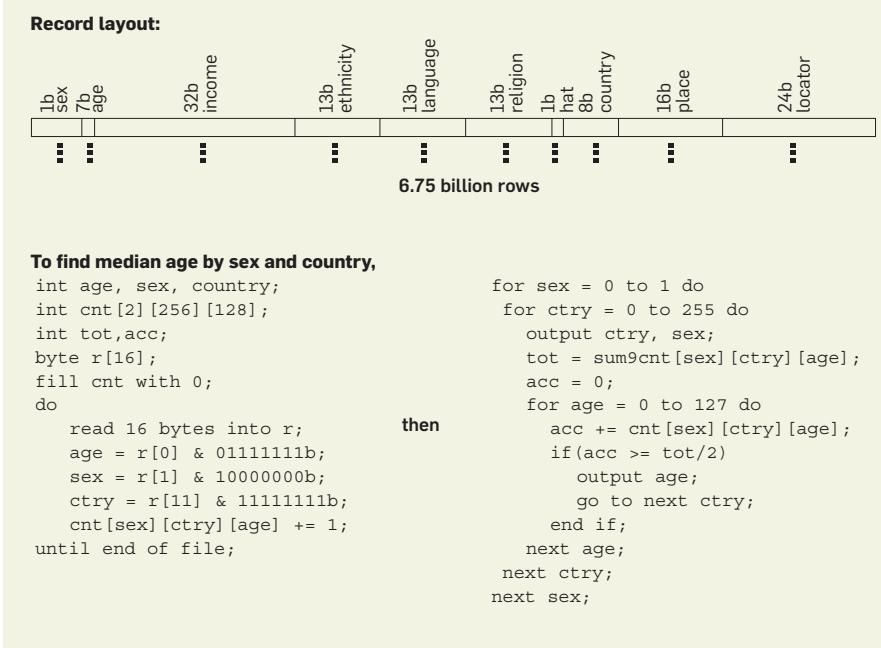 Record layout:
1b sex
7b age
32b income
13b ethnicity
13b language
13b religion
1b hat
8b country
16b place
24b locator
6.75 billion rows
To find median age by sex and country,
int age, sex, country;
int cnt[2][256][128];
int tot,acc;
byte r[16];
fill cnt with 0;
do
read 16 bytes into r;
age = r[0] & 01111111b;
sex = r[1] & 10000000b;
ctry = r[11] & 11111111b;
cnt[sex][ctry][age] += 1;
until end of file;
then
for sex = 0 to 1 do
for ctry = 0 to 255 do
output ctry, sex;
tot = sum9cnt[sex][ctry][age];
acc = 0;
for age = 0 to 127 do
acc += cnt[sex][ctry][age];
if(acc >= tot/2)
output age;
go to next ctry;
end if;
next age;
next ctry;
next sex;